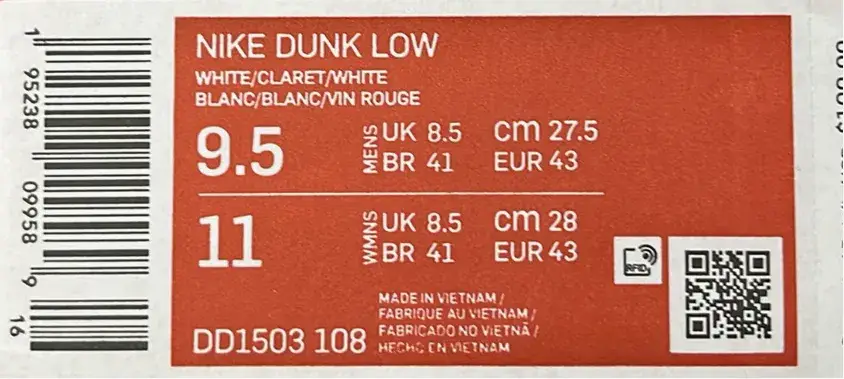 NIKE DUNK LOW
WHITE/CLARET/WHITE
BLANC/BLANC/VIN ROUGE
9.5 MENS UK 8.5 cm 27.5
BR 41 EUR 43
11 WMNS UK 8.5 cm 28
BR 41 EUR 43
RFID
MADE IN VIETNAM /
FABRIQUE AU VIETNAM /
FABRICADO NO VIETNÃ /
HECHO EN VIETNAM
DD1503 108
1 95238 09958 9 16